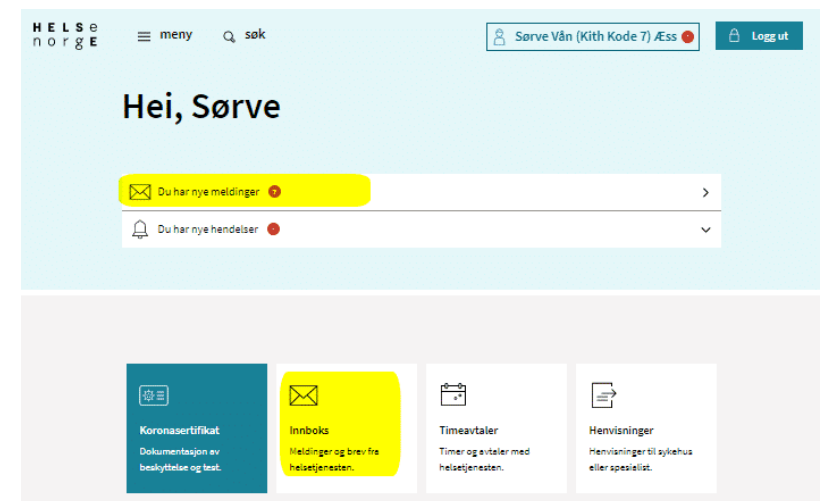 HELSe
norgE
meny
søk
Sørve Vån (Kith Kode 7) Æss
Logg ut
Hei, Sørve
Du har nye meldinger 7
Du har nye hendelser
Koronasertifikat
Dokumentasjon av
beskyttelse og test.
Innboks
Meldinger og brev fra
helsetjenesten.
Timeavtaler
Timer og avtaler med
helsetjenesten.
Henvisninger
Henvisninger til sykehus
eller spesialist.